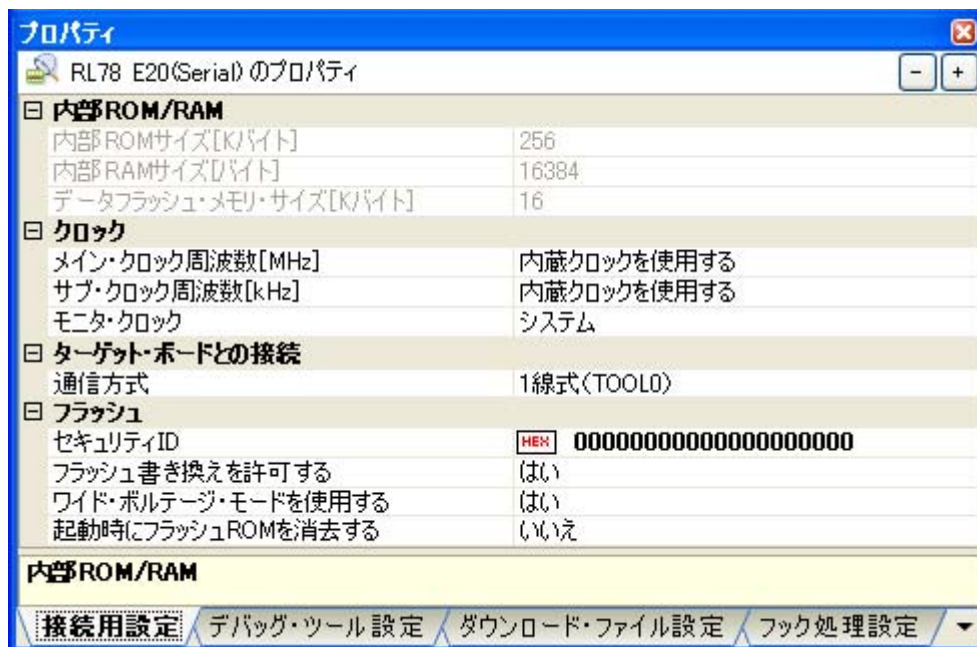 プロパティ
RL78 E20(Serial) のプロパティ
- +
内部ROM/RAM
内部ROMサイズ[Kバイト] 256
内部RAMサイズ[バイト] 16384
データフラッシュ・メモリ・サイズ[Kバイト] 16
クロック
メイン・クロック周波数[MHz] 内蔵クロックを使用する
サブ・クロック周波数[kHz] 内蔵クロックを使用する
モニタ・クロック システム
ターゲット・ボードとの接続
通信方式 1線式(TOOL0)
フラッシュ
セキュリティID HEX 00000000000000000000
フラッシュ書き換えを許可する はい
ワイド・ボルテージ・モードを使用する はい
起動時にフラッシュROMを消去する いいえ
内部ROM/RAM
接続用設定 デバッグ・ツール設定 ダウンロード・ファイル設定 フック処理設定